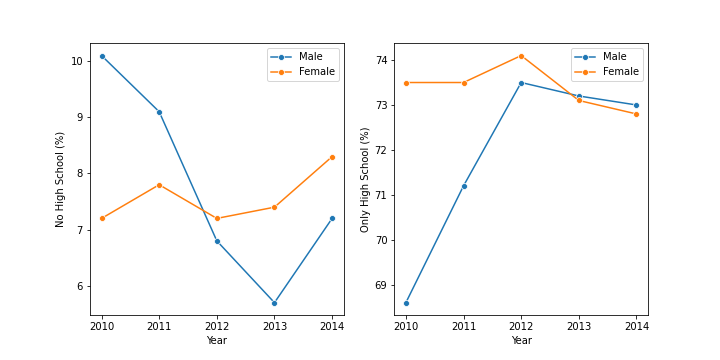 No High School (%)
10
9
8
7
6
Male
Female
2010 2011 2012 2013 2014
Year
Only High School (%)
74
73
72
71
70
69
Male
Female
2010 2011 2012 2013 2014
Year